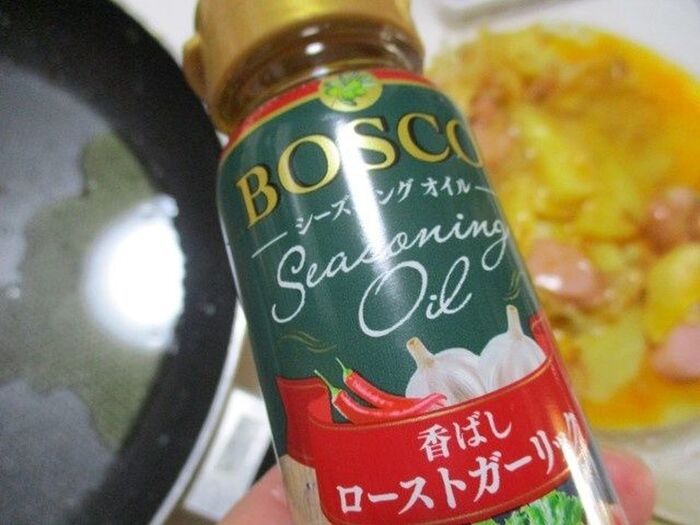 BOSCO
シーズニング オイル
Seasoning
Oil
香ばし
ローストガーリック